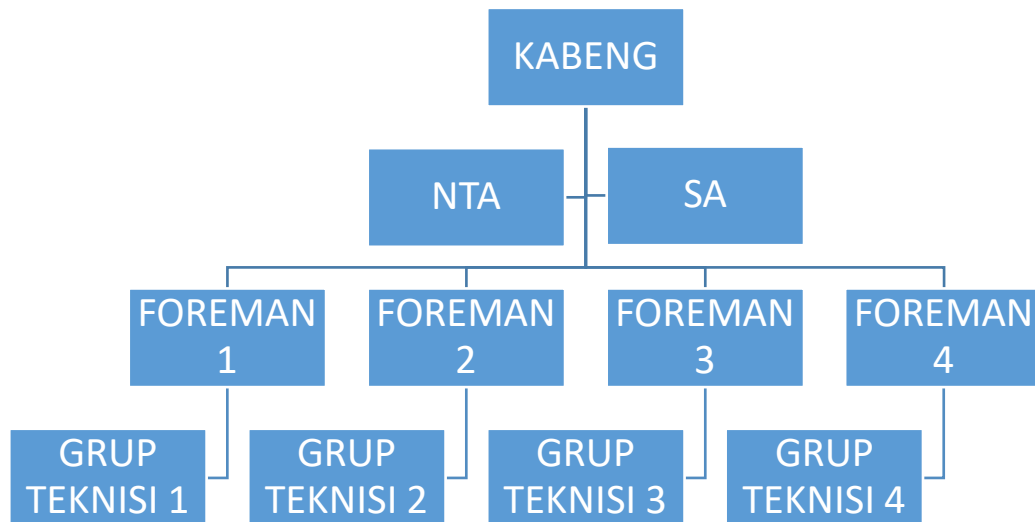 KABENG
NTA
SA
FOREMAN
1
FOREMAN
2
FOREMAN
3
FOREMAN
4
GRUP
TEKNISI 1
GRUP
TEKNISI 2
GRUP
TEKNISI 3
GRUP
TEKNISI 4